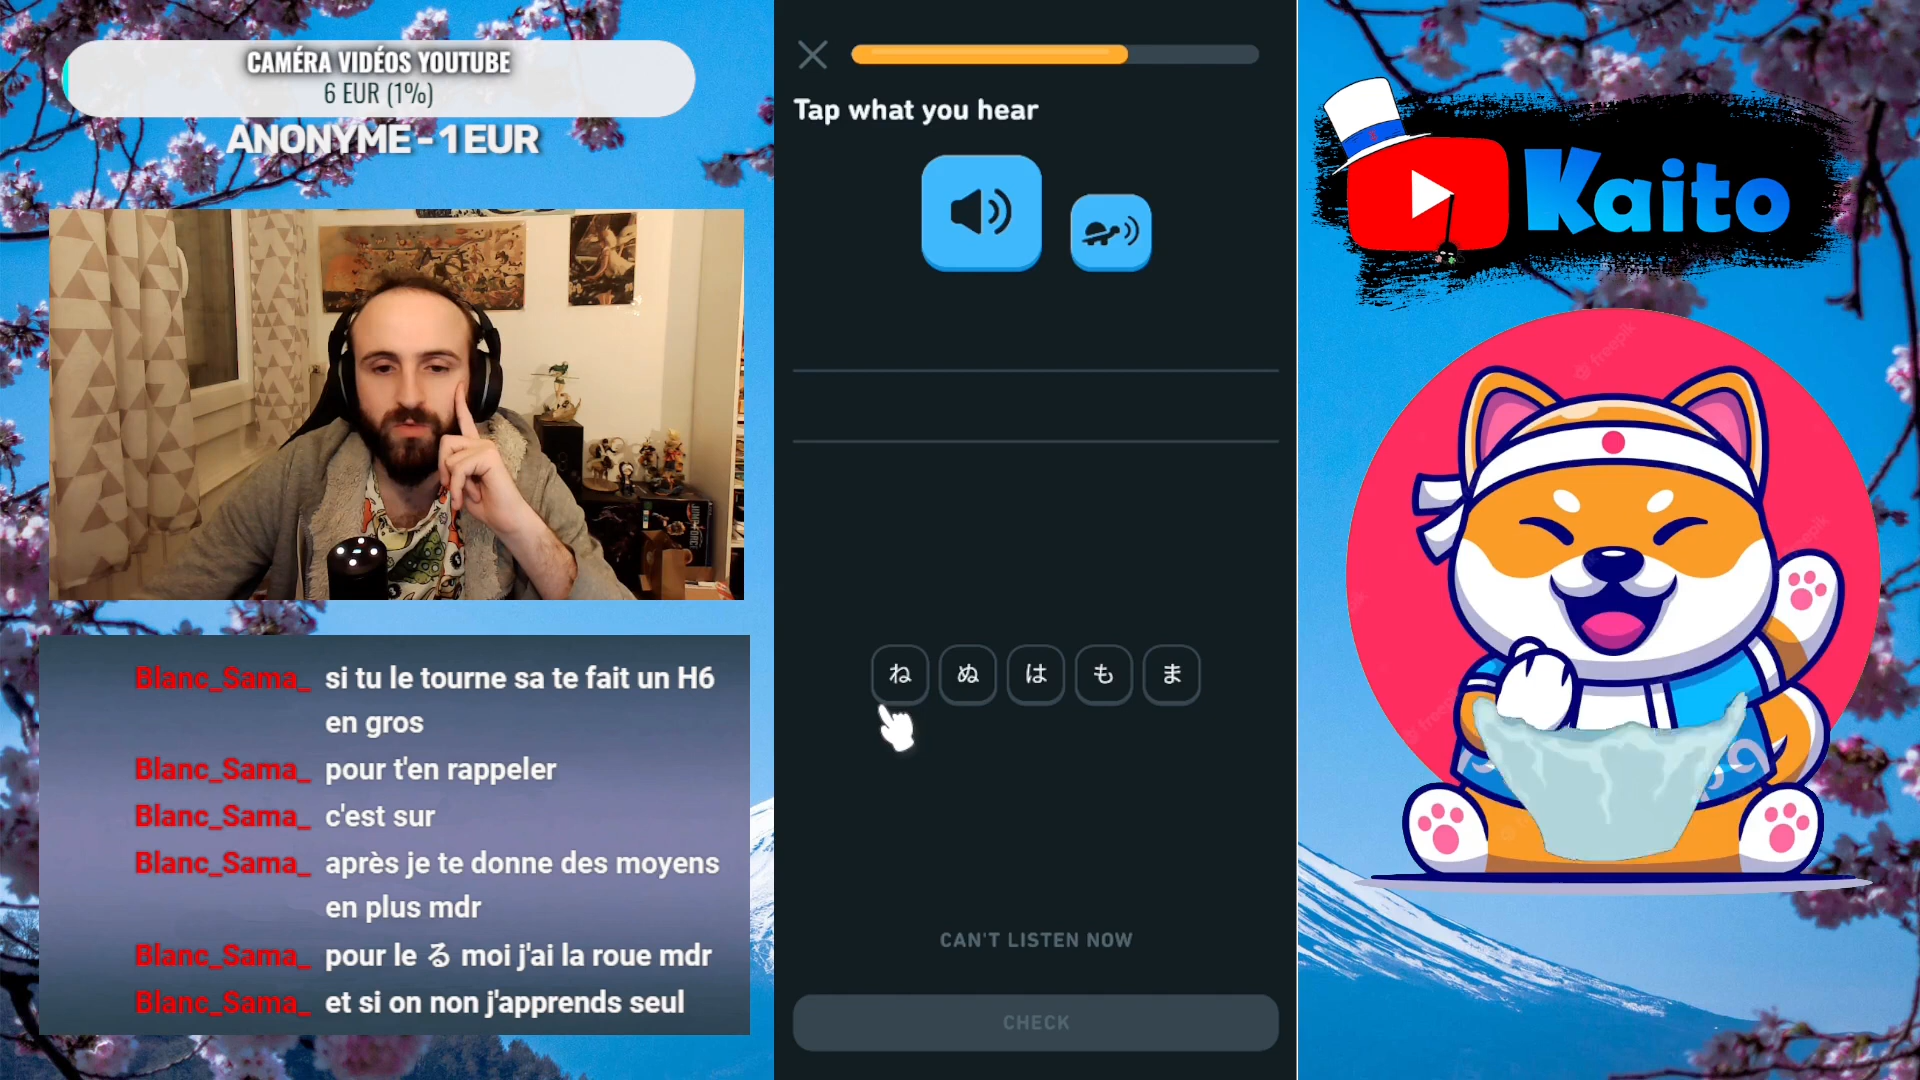 CAMÉRA VIDÉOS YOUTUBE
6 EUR (1%)
ANONYME - 1 EUR
Tap what you hear
ね ぬ は も ま
CAN'T LISTEN NOW
CHECK
Blanc_Sama_ si tu le tourne sa te fait un H6
en gros
Blanc_Sama_ pour t'en rappeler
Blanc_Sama_ c'est sur
Blanc_Sama_ après je te donne des moyens
en plus mdr
Blanc_Sama_ pour le る moi j'ai la roue mdr
Blanc_Sama_ et si on non j'apprends seul
Kaito
freepik